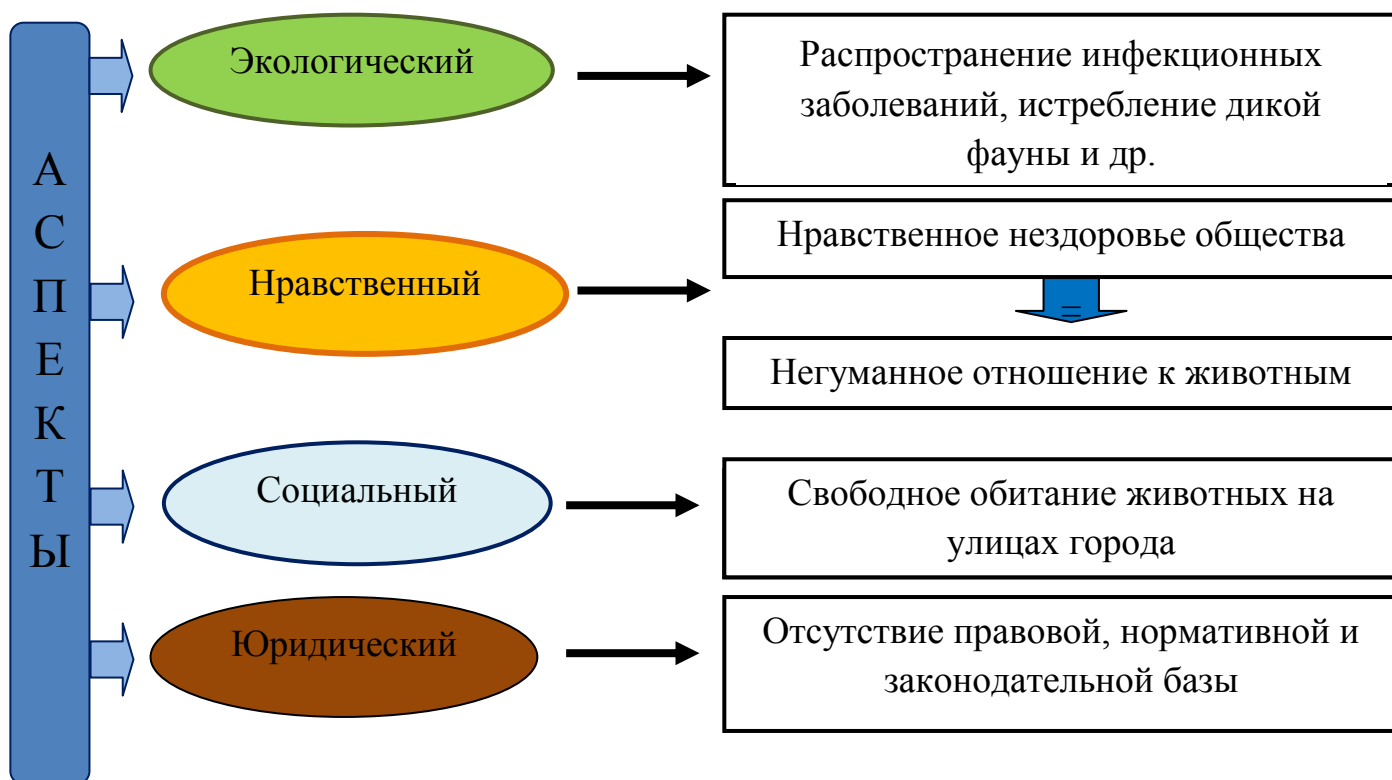 АСПЕКТЫ
Экологический
Распространение инфекционных
заболеваний, истребление дикой
фауны и др.
Нравственный
Нравственное нездоровье общества
=
Негуманное отношение к животным
Социальный
Свободное обитание животных на
улицах города
Юридический
Отсутствие правовой, нормативной и
законодательной базы